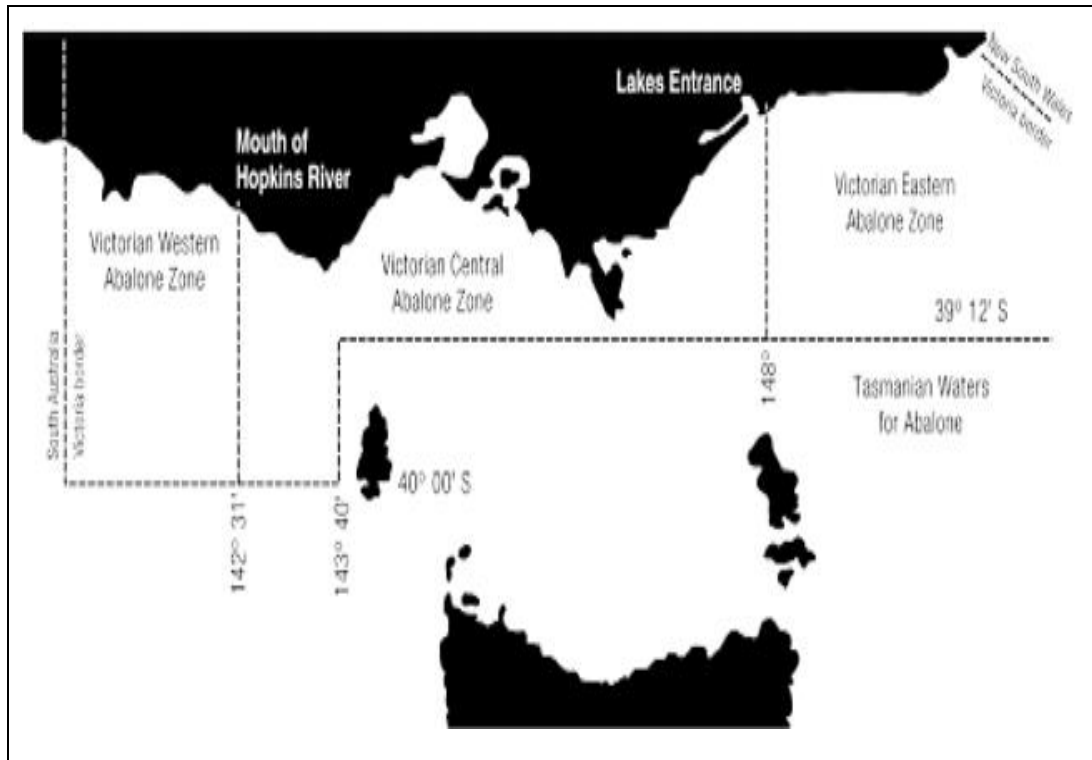 New South Wales
Victoria border
Lakes Entrance
Mouth of
Hopkins River
Victorian Eastern
Abalone Zone
Victorian Western
Abalone Zone
Victorian Central
Abalone Zone
39° 12' S
South Australia
Victoria border
148°
Tasmanian Waters
for Abalone
40° 00' S
142° 31'
143° 40'